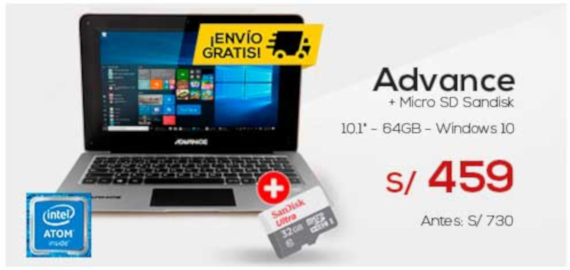 ¡ENVÍO
GRATIS!
Advance
+ Micro SD Sandisk
10.1" - 64GB - Windows 10
S/ 459
Antes: S/ 730
ADVANCE
SanDisk
Ultra
32GB
intel
ATOM
inside